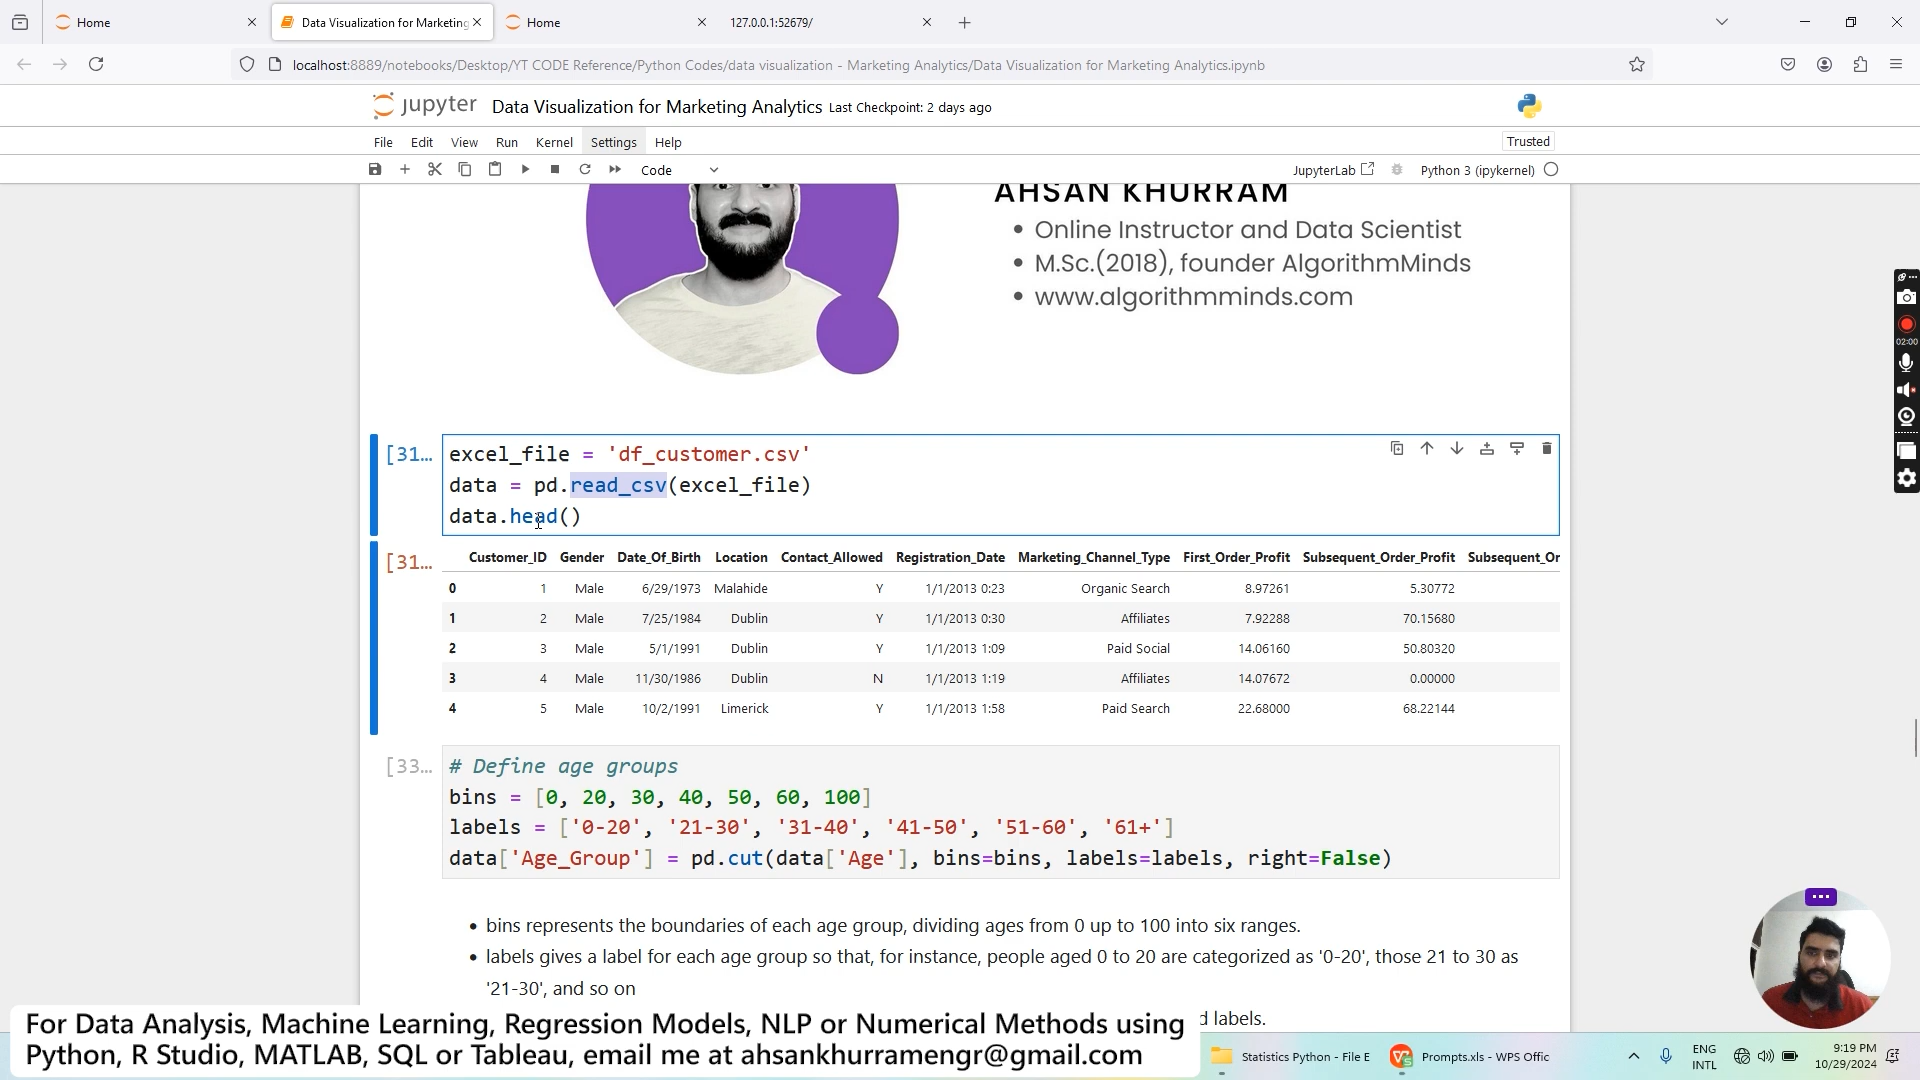 Home
Data Visualization for Marketing
Home
127.0.0.1:52679/
localhost:8889/notebooks/Desktop/YT CODE Reference/Python Codes/data visualization - Marketing Analytics/Data Visualization for Marketing Analytics.ipynb
jupyter Data Visualization for Marketing Analytics Last Checkpoint: 2 days ago
File Edit View Run Kernel Settings Help
Trusted
Code
JupyterLab
Python 3 (ipykernel)
AHSAN KHURRAM
• Online Instructor and Data Scientist
• M.Sc.(2018), founder AlgorithmMinds
• www.algorithmminds.com
02:00
[31...
excel_file = 'df_customer.csv'
data = pd.read_csv(excel_file)
data.head()
[31...
Customer_ID Gender Date_Of_Birth Location Contact_Allowed Registration_Date Marketing_Channel_Type First_Order_Profit Subsequent_Order_Profit Subsequent_Or
0 1 Male 6/29/1973 Malahide Y 1/1/2013 0:23 Organic Search 8.97261 5.30772
1 2 Male 7/25/1984 Dublin Y 1/1/2013 0:30 Affiliates 7.92288 70.15680
2 3 Male 5/1/1991 Dublin Y 1/1/2013 1:09 Paid Social 14.06160 50.80320
3 4 Male 11/30/1986 Dublin N 1/1/2013 1:19 Affiliates 14.07672 0.00000
4 5 Male 10/2/1991 Limerick Y 1/1/2013 1:58 Paid Search 22.68000 68.22144
[33...
# Define age groups
bins = [0, 20, 30, 40, 50, 60, 100]
labels = ['0-20', '21-30', '31-40', '41-50', '51-60', '61+']
data['Age_Group'] = pd.cut(data['Age'], bins=bins, labels=labels, right=False)
• bins represents the boundaries of each age group, dividing ages from 0 up to 100 into six ranges.
• labels gives a label for each age group so that, for instance, people aged 0 to 20 are categorized as '0-20', those 21 to 30 as
'21-30', and so on
d labels.
For Data Analysis, Machine Learning, Regression Models, NLP or Numerical Methods using
Python, R Studio, MATLAB, SQL or Tableau, email me at ahsankhurramengr@gmail.com
Statistics Python - File E
Prompts.xls - WPS Offic
ENG
INTL
9:19 PM
10/29/2024